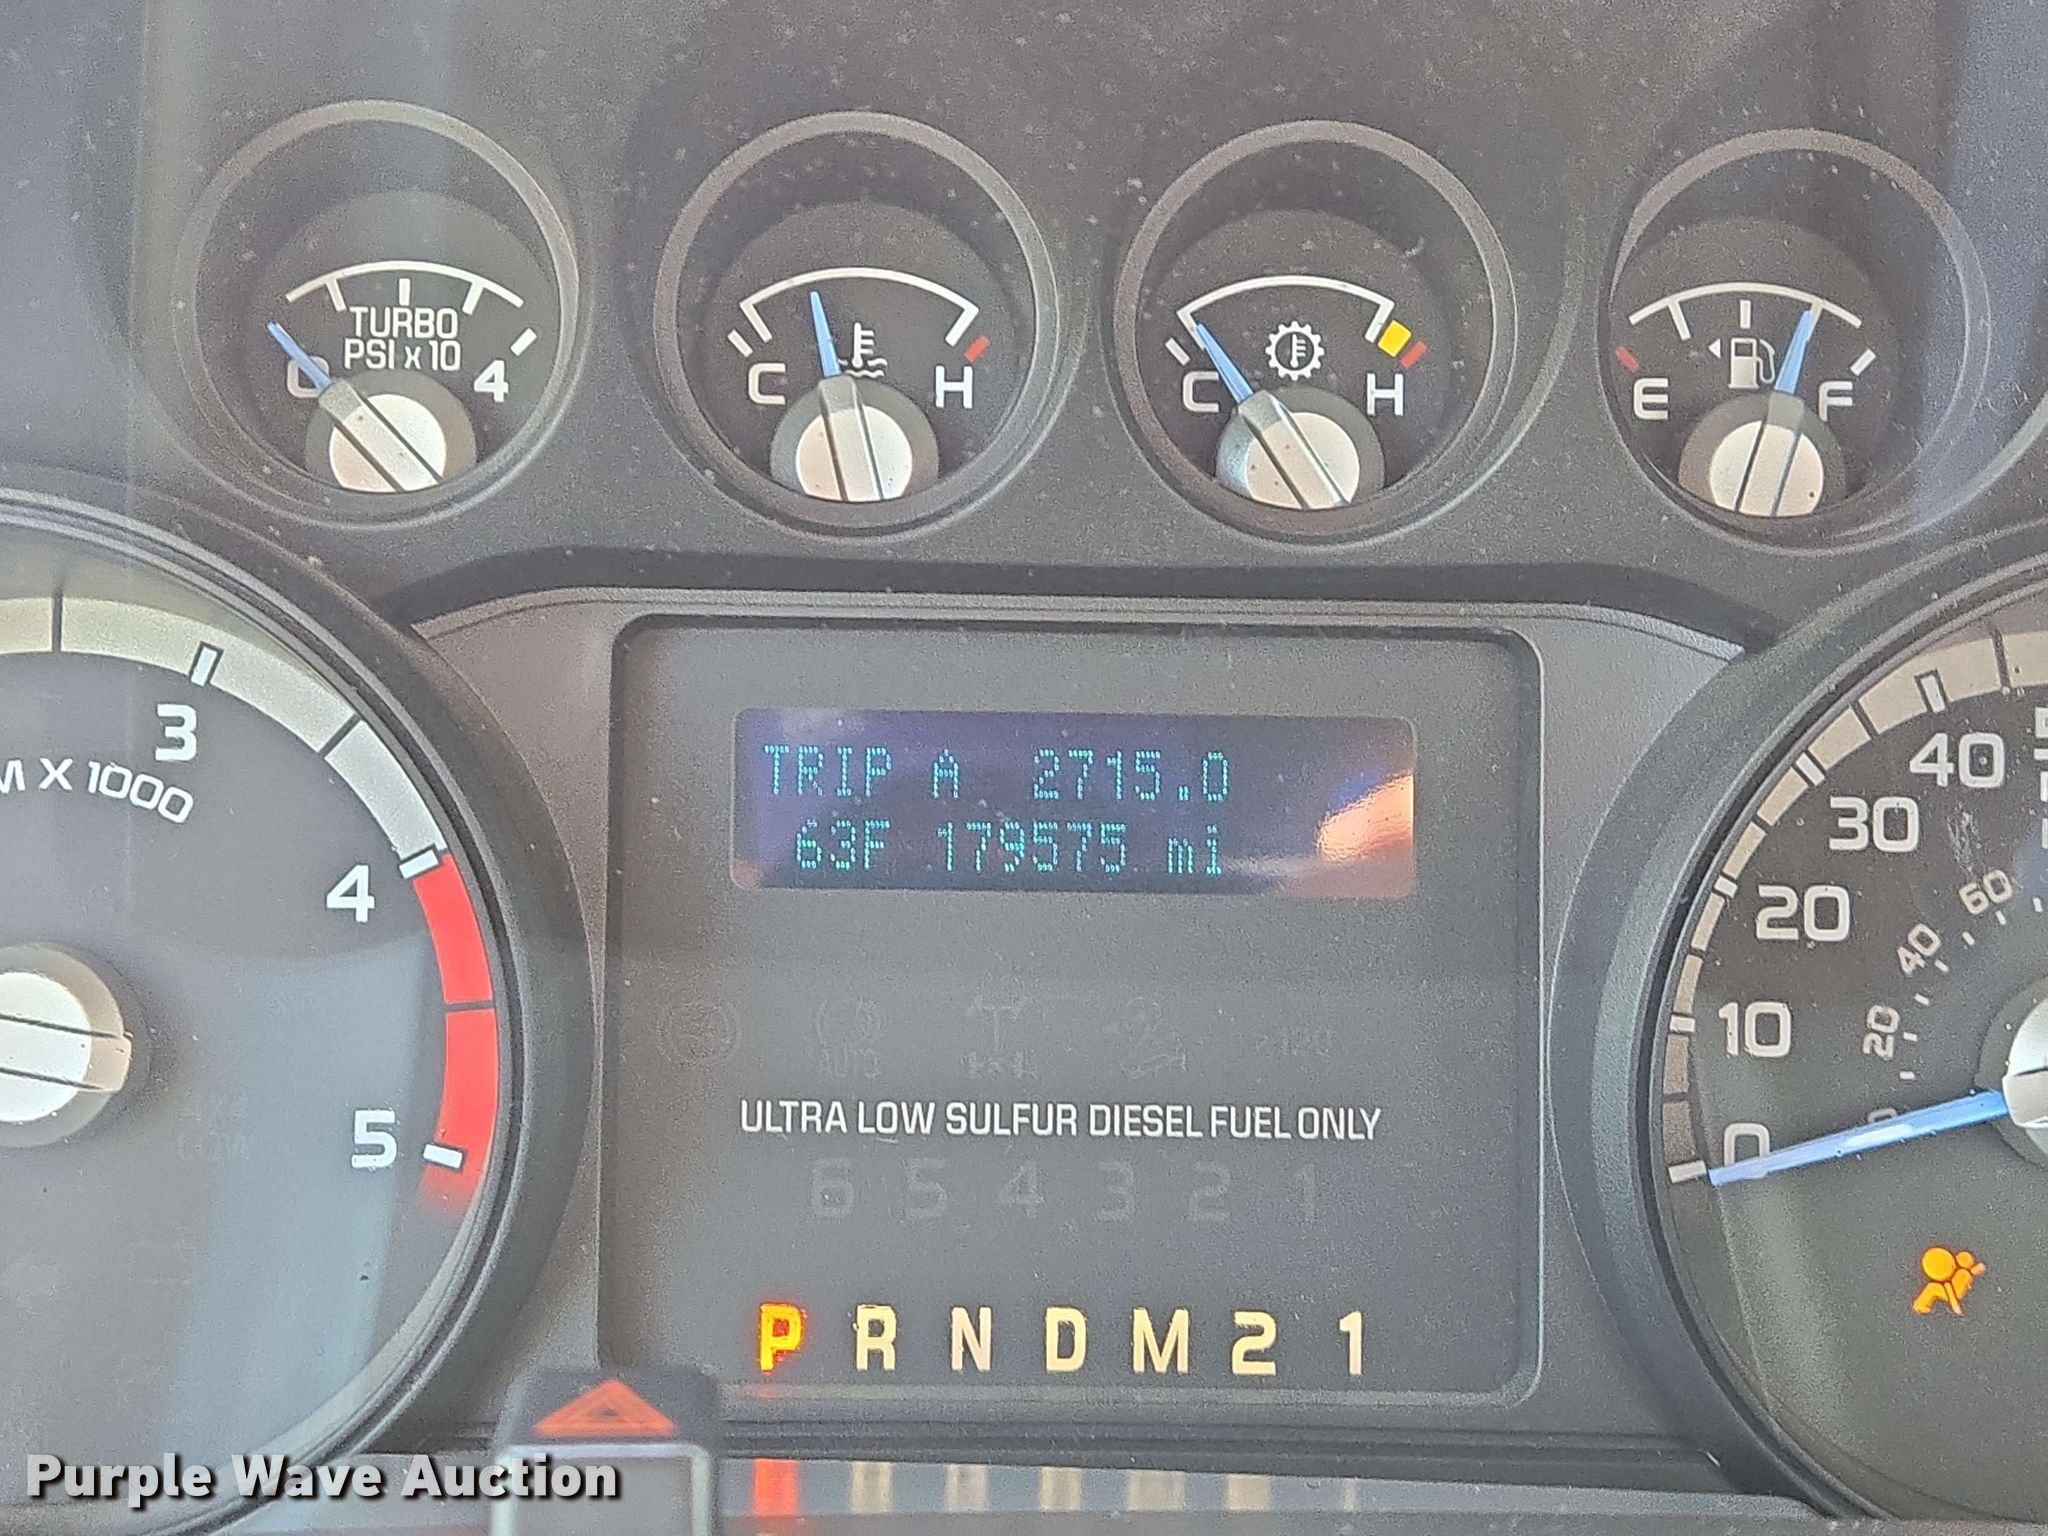 TURBO
PSI x 10
0 4
C H
C H
E F
3
M X 1000
4
5
TRIP A 2715.0
63F 179575 mi
AUTO
ULTRA LOW SULFUR DIESEL FUEL ONLY
6 5 4 3 2 1
P R N D M 2 1
40
30
20
10
0
60
40
20
Purple Wave Auction